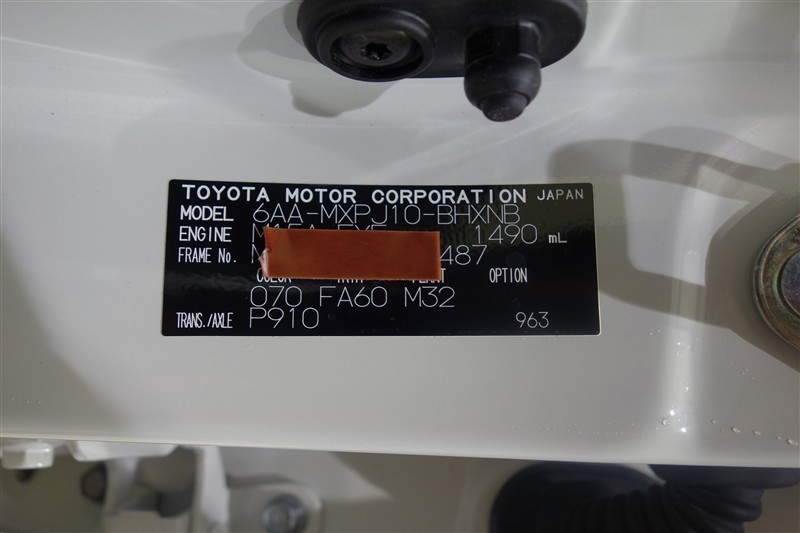 TOYOTA MOTOR CORPORATION JAPAN
MODEL 6AA-MXPJ10-BHXNB
ENGINE 1490 mL
FRAME No. 487
OPTION
070 FA60 M32
TRANS./AXLE P910 963